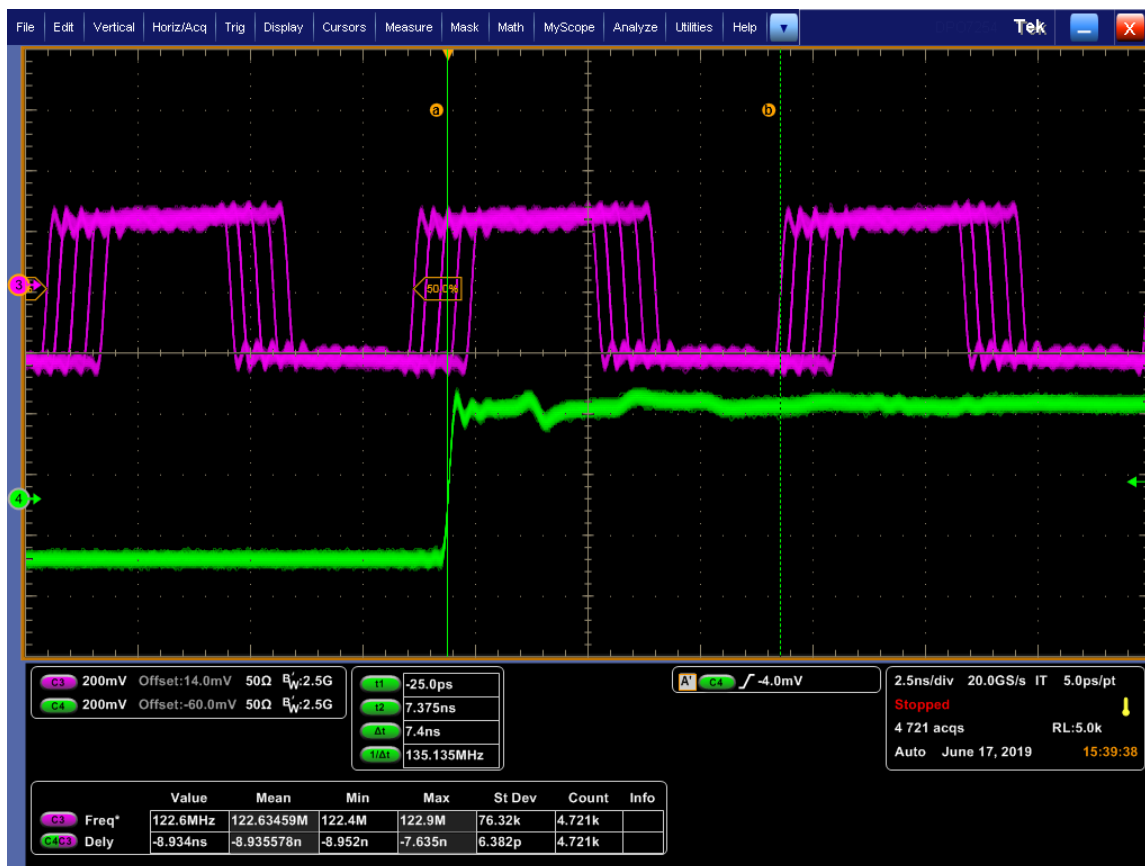 File Edit Vertical Horiz/Acq Trig Display Cursors Measure Mask Math MyScope Analyze Utilities Help Tek X
a b
3 50.0%
4
C3 200mV Offset:14.0mV 50Ω BW:2.5G
C4 200mV Offset:-60.0mV 50Ω BW:2.5G
t1 -25.0ps
t2 7.375ns
Δt 7.4ns
1/Δt 135.135MHz
A' C4 -4.0mV
2.5ns/div 20.0GS/s IT 5.0ps/pt
Stopped
4 721 acqs RL:5.0k
Auto June 17, 2019 15:39:38
Value Mean Min Max St Dev Count Info
C3 Freq* 122.6MHz 122.63459M 122.4M 122.9M 76.32k 4.721k
C4C3 Dely -8.934ns -8.935578n -8.952n -7.635n 6.382p 4.721k